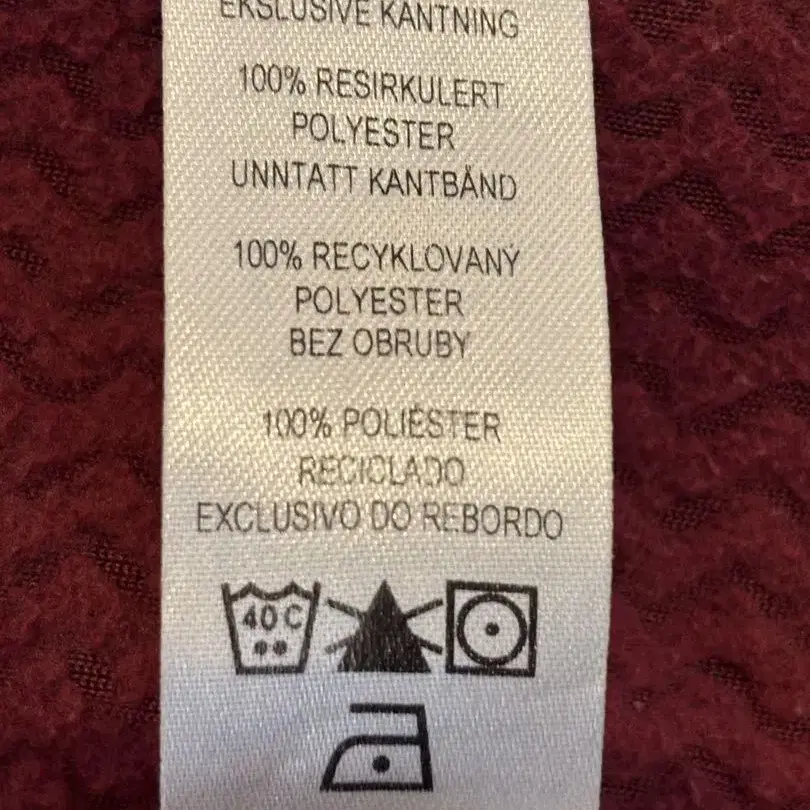 EKSLUSIVE KANTNING
100% RESIRKULERT
POLYESTER
UNNTATT KANTBÅND
100% RECYKLOVANÝ
POLYESTER
BEZ OBRUBY
100% POLIÉSTER
RECICLADO
EXCLUSIVO DO REBORDO
40 C